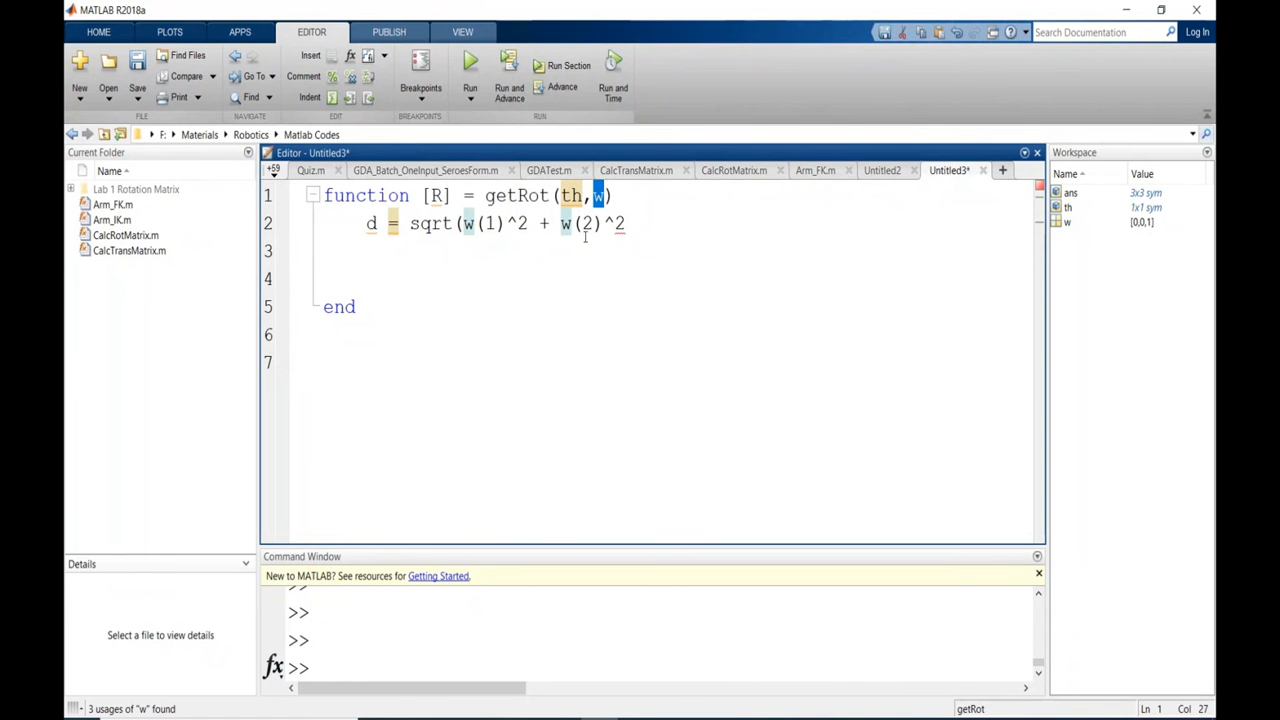 MATLAB R2018a
HOME PLOTS APPS EDITOR PUBLISH VIEW Search Documentation Log In
New Open Save Find Files Compare Print Go To Find Insert fx Comment Indent Breakpoints Run Run and Advance Run Section Advance Run and Time
FILE NAVIGATE EDIT BREAKPOINTS RUN
F: Materials Robotics Matlab Codes
Current Folder
Name
Lab 1 Rotation Matrix
Arm_FK.m
Arm_IK.m
CalcRotMatrix.m
CalcTransMatrix.m
Details
Select a file to view details
Editor - Untitled3*
+59 Quiz.m GDA_Batch_OneInput_SeroesForm.m GDATest.m CalcTransMatrix.m CalcRotMatrix.m Arm_FK.m Untitled2 Untitled3*
1 function [R] = getRot(th,w)
2 d = sqrt(w(1)^2 + w(2)^2
3
4
5 end
6
7
Command Window
New to MATLAB? See resources for Getting Started.
>>
>>
>>
fx >>
Workspace
Name Value
ans 3x3 sym
th 1x1 sym
w [0,0,1]
3 usages of "w" found getRot Ln 1 Col 27